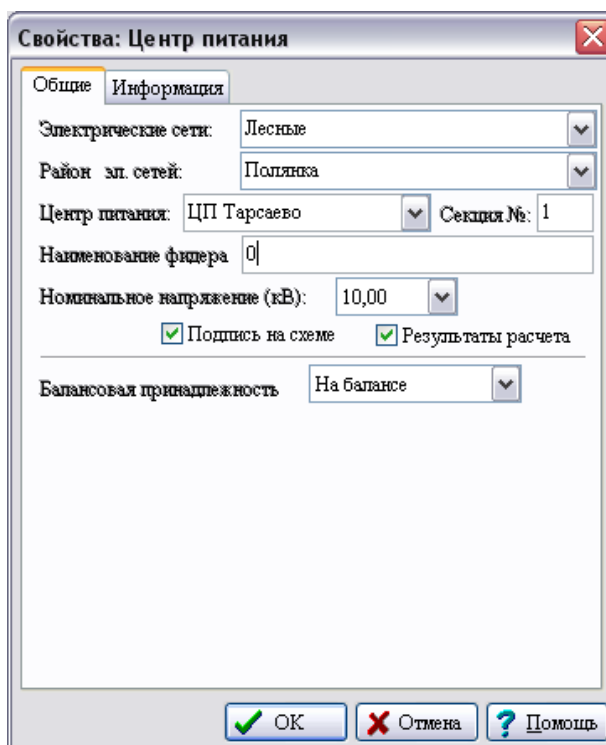 Свойства: Центр питания
Общие Информация
Электрические сети: Лесные
Район эл. сетей: Полянка
Центр питания: ЦП Тарсаево Секция №: 1
Наименование фидера 0
Номинальное напряжение (кВ): 10,00
Подпись на схеме Результаты расчета
Балансовая принадлежность На балансе
OK Отмена ? Помощь